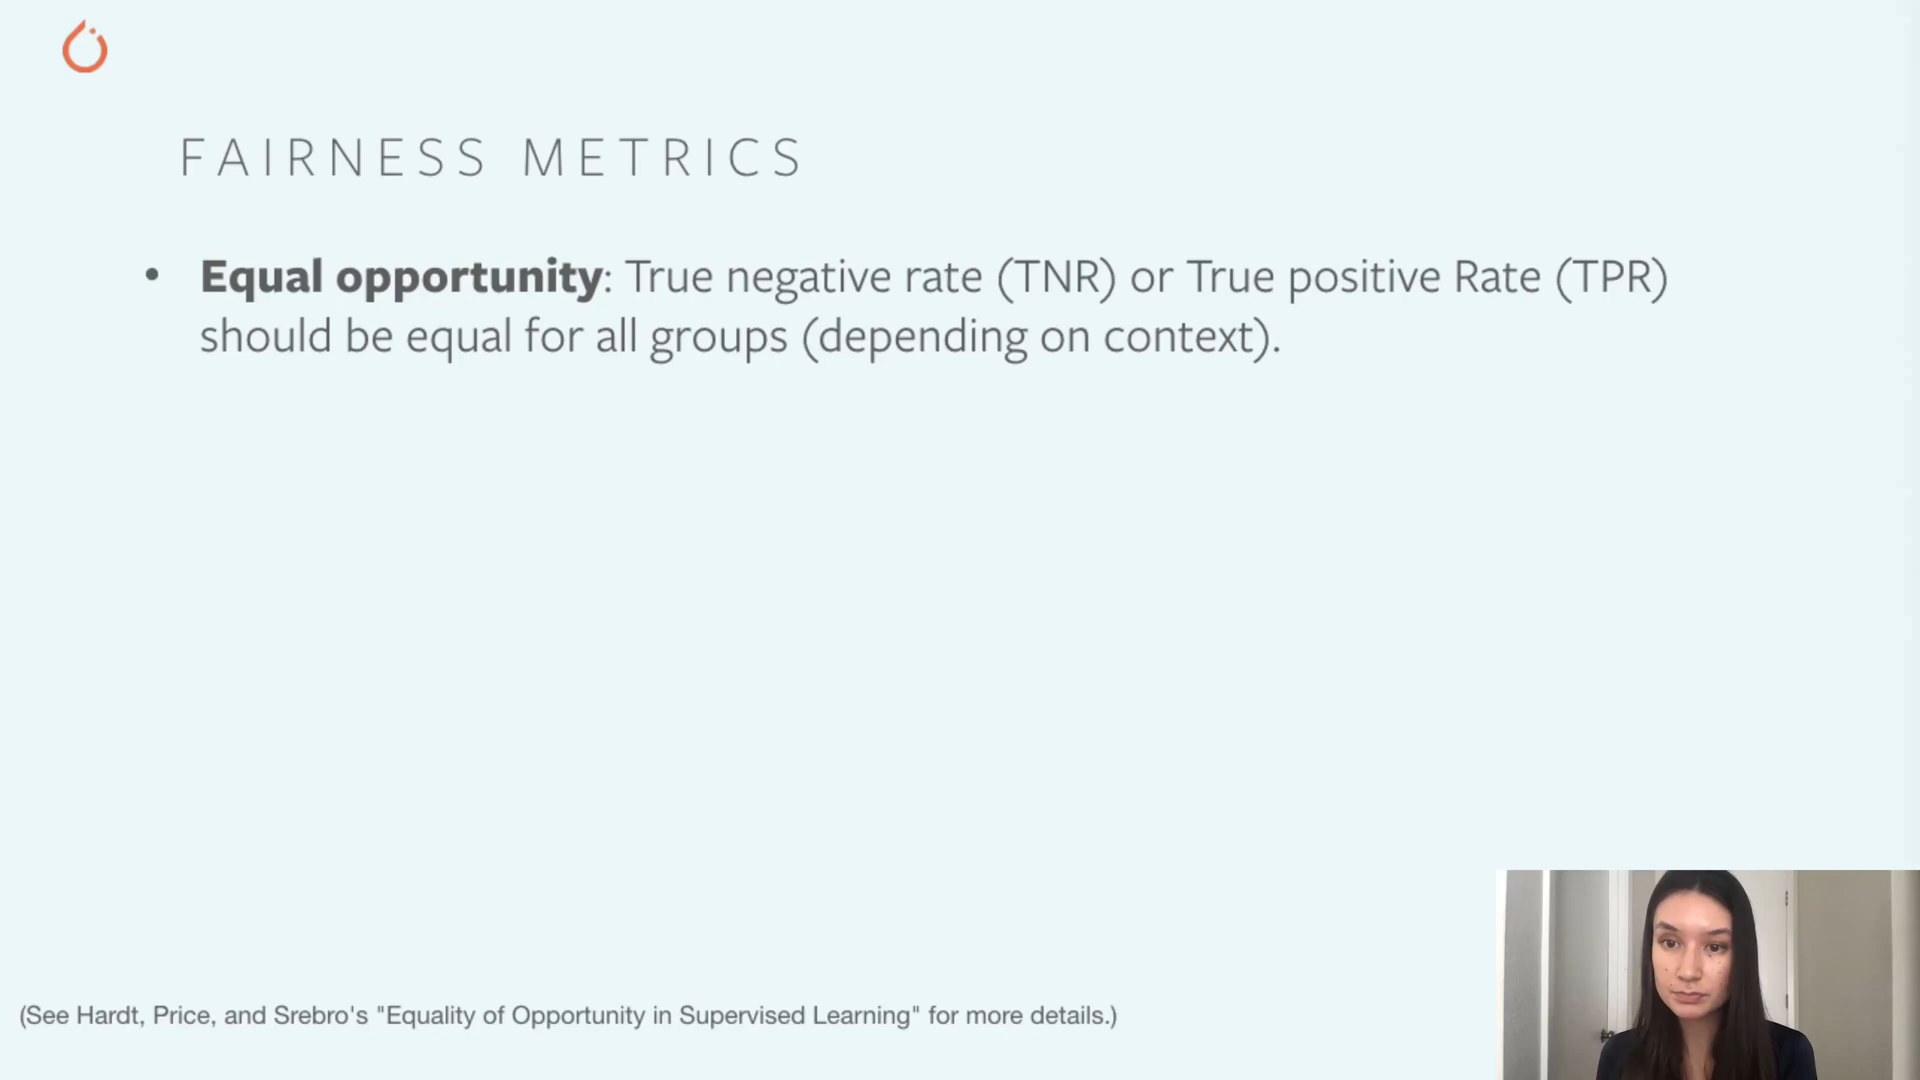 FAIRNESS METRICS
• Equal opportunity: True negative rate (TNR) or True positive Rate (TPR)
should be equal for all groups (depending on context).
(See Hardt, Price, and Srebro's "Equality of Opportunity in Supervised Learning" for more details.)